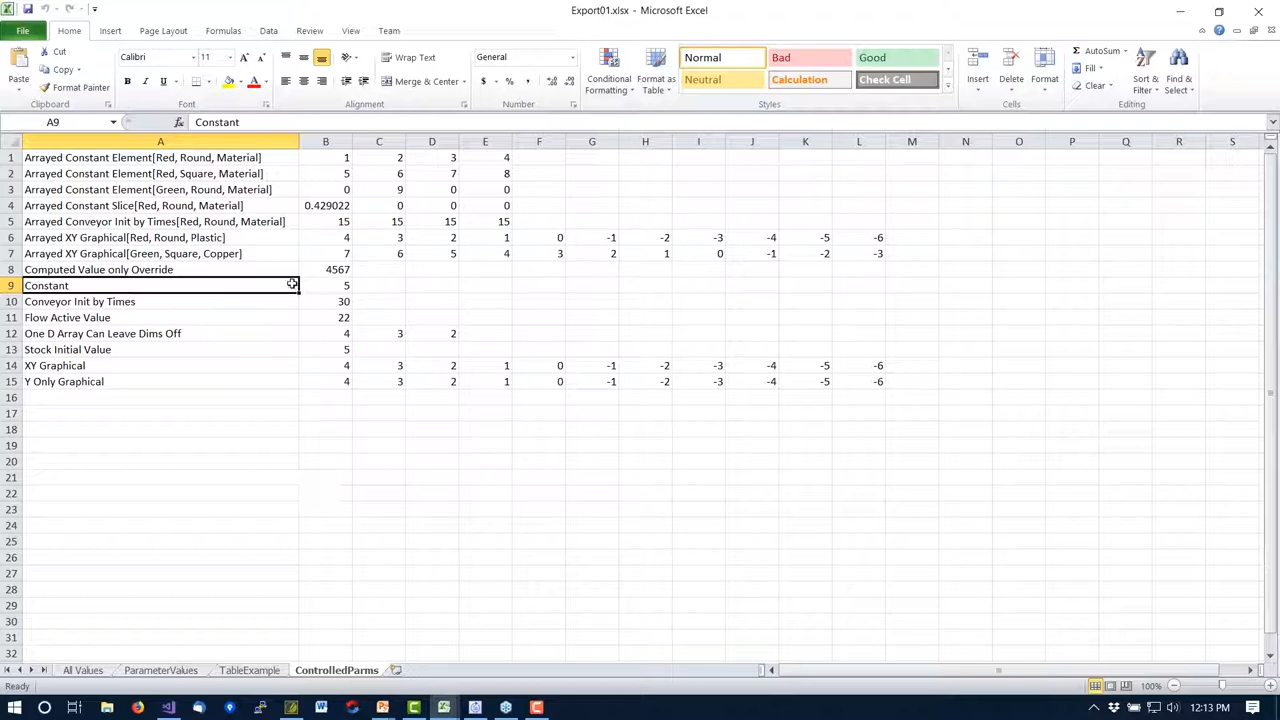 Export01.xlsx - Microsoft Excel
File Home Insert Page Layout Formulas Data Review View Team
Paste
Cut
Copy
Format Painter
Clipboard
Calibri 11
B I U
Font
Wrap Text
Merge & Center
Alignment
General
$ % ,
Number
Conditional Formatting
Format as Table
Normal Bad Good
Neutral Calculation Check Cell
Styles
Insert Delete Format
Cells
AutoSum
Fill
Clear
Sort & Filter
Find & Select
Editing
A9 fx Constant
A B C D E F G H I J K L M N O P Q R S
1 Arrayed Constant Element[Red, Round, Material] 1 2 3 4
2 Arrayed Constant Element[Red, Square, Material] 5 6 7 8
3 Arrayed Constant Element[Green, Round, Material] 0 9 0 0
4 Arrayed Constant Slice[Red, Round, Material] 0.429022 0 0 0
5 Arrayed Conveyor Init by Times[Red, Round, Material] 15 15 15 15
6 Arrayed XY Graphical[Red, Round, Plastic] 4 3 2 1 0 -1 -2 -3 -4 -5 -6
7 Arrayed XY Graphical[Green, Square, Copper] 7 6 5 4 3 2 1 0 -1 -2 -3
8 Computed Value only Override 4567
9 Constant 5
10 Conveyor Init by Times 30
11 Flow Active Value 22
12 One D Array Can Leave Dims Off 4 3 2
13 Stock Initial Value 5
14 XY Graphical 4 3 2 1 0 -1 -2 -3 -4 -5 -6
15 Y Only Graphical 4 3 2 1 0 -1 -2 -3 -4 -5 -6
16
17
18
19
20
21
22
23
24
25
26
27
28
29
30
31
32
All Values ParameterValues TableExample ControlledParms
Ready 100%
12:13 PM